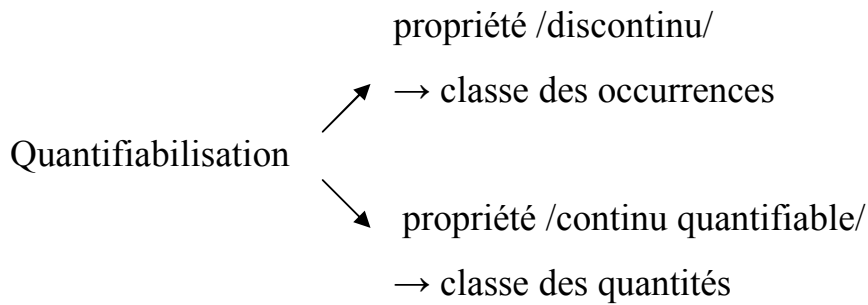 propriété /discontinu/
→ classe des occurrences
Quantifiabilisation
propriété /continu quantifiable/
→ classe des quantités